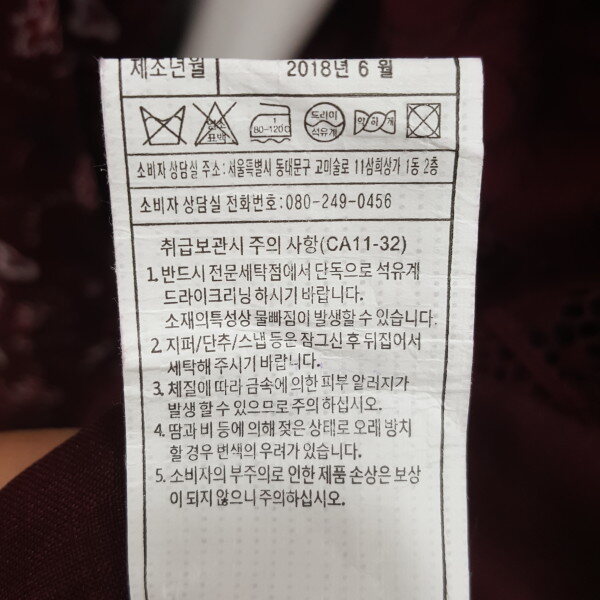 제조년월 2018년 6 월
염소 표백 1 80-120C 드라이 석유계 약하게
소비자 상담실 주소: 서울특별시 동대문구 고미술로 11삼희상가 1동 2층
소비자 상담실 전화번호: 080-249-0456
취급보관시 주의 사항(CA11-32)
1. 반드시 전문세탁점에서 단독으로 석유계
드라이크리닝 하시기 바랍니다.
소재의특성상 물빠짐이 발생할 수 있습니다.
2. 지퍼/단추/스냅 등은 잠그신 후 뒤집어서
세탁해 주시기 바랍니다.
3. 체질에 따라 금속에 의한 피부 알러지가
발생 할 수 있으므로 주의 하십시오.
4. 땀과 비 등에 의해 젖은 상태로 오래 방치
할 경우 변색의 우려가 있습니다.
5. 소비자의 부주의로 인한 제품 손상은 보상
이 되지 않으니 주의하십시오.